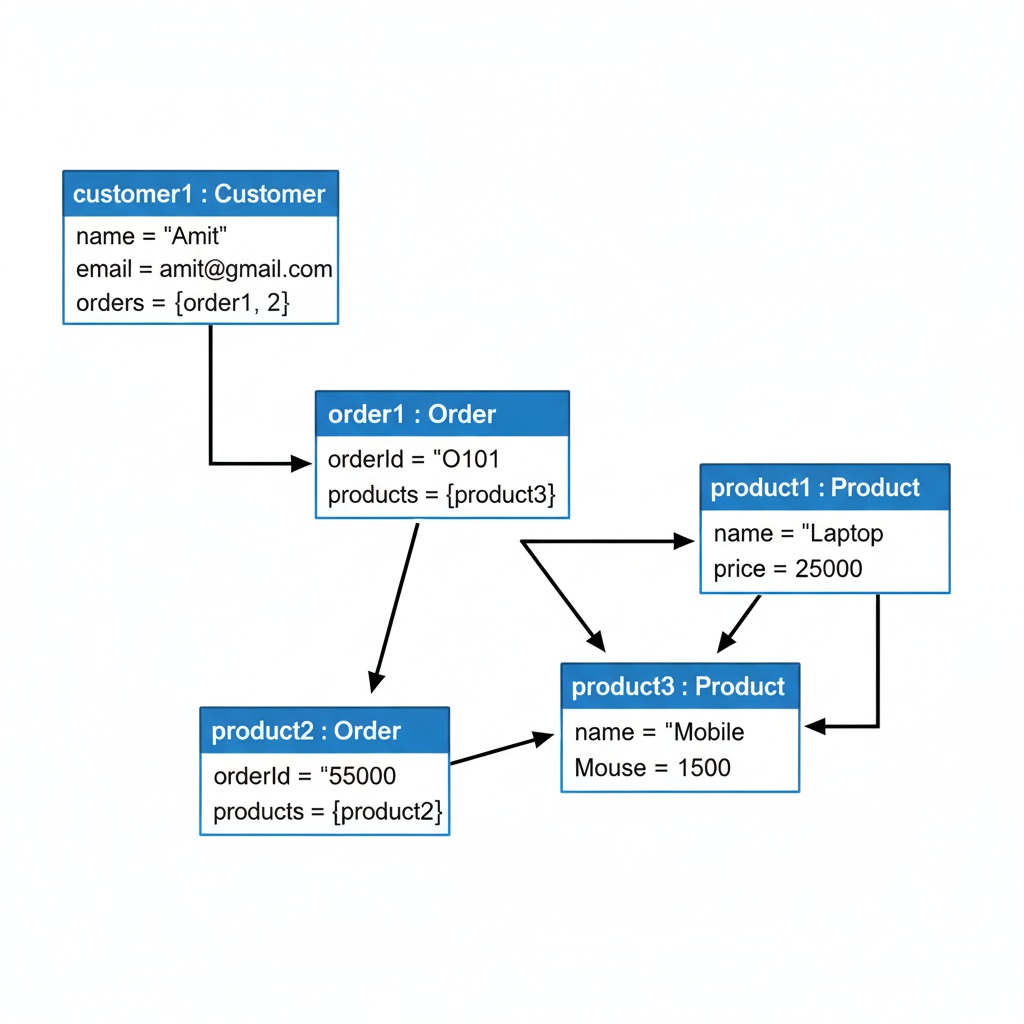 customer1 : Customer
name = "Amit"
email = amit@gmail.com
orders = {order1, 2}
order1 : Order
orderId = "O101
products = {product3}
product1 : Product
name = "Laptop
price = 25000
product3 : Product
name = "Mobile
Mouse = 1500
product2 : Order
orderId = "55000
products = {product2}